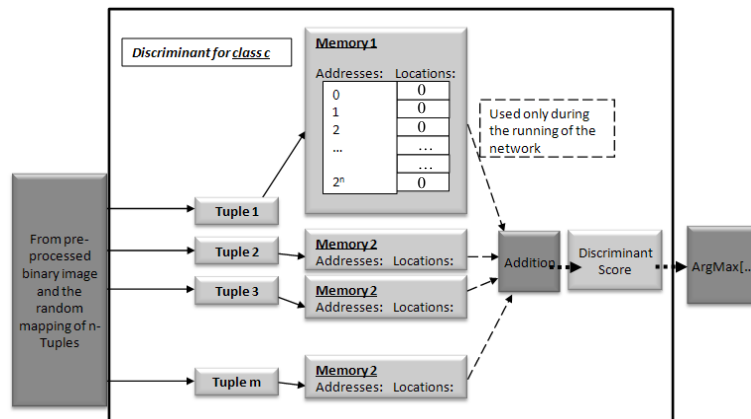 Discriminant for class c
Memory 1
Addresses: Locations:
0 0
1 0
2 0
... ...
...
2ⁿ 0
Used only during
the running of the
network
From pre-
processed
binary image
and the
random
mapping of n-
Tuples
Tuple 1
Tuple 2
Memory 2
Addresses: Locations:
Tuple 3
Memory 2
Addresses: Locations:
Tuple m
Memory 2
Addresses: Locations:
Addition
Discriminant
Score
ArgMax[..